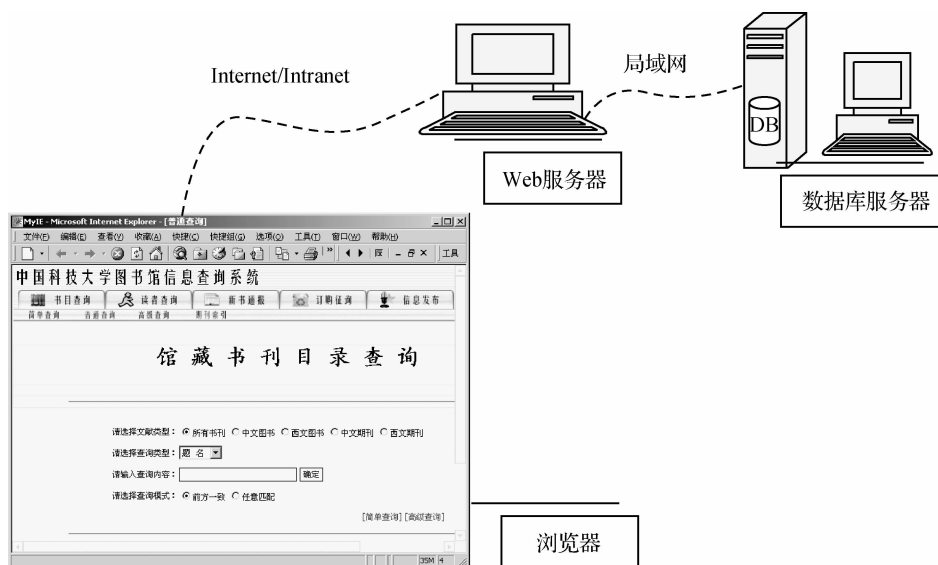 Internet/Intranet
局域网
DB
Web服务器
数据库服务器
MyIE - Microsoft Internet Explorer - [普通查询]
文件(F) 编辑(E) 查看(V) 收藏(A) 快捷(C) 快捷组(G) 选项(O) 工具(T) 窗口(W) 帮助(H)
工具
中国科技大学图书馆信息查询系统
书目查询 读者查询 新书通报 订购征询 信息发布
简单查询 普通查询 高级查询 期刊索引
馆藏书刊目录查询
请选择文献类型： 所有书刊 中文图书 西文图书 中文期刊 西文期刊
请选择查询类型： 题 名
请输入查询内容： 确定
请选择查询模式： 前方一致 任意匹配
[简单查询] [高级查询]
浏览器
35M 4